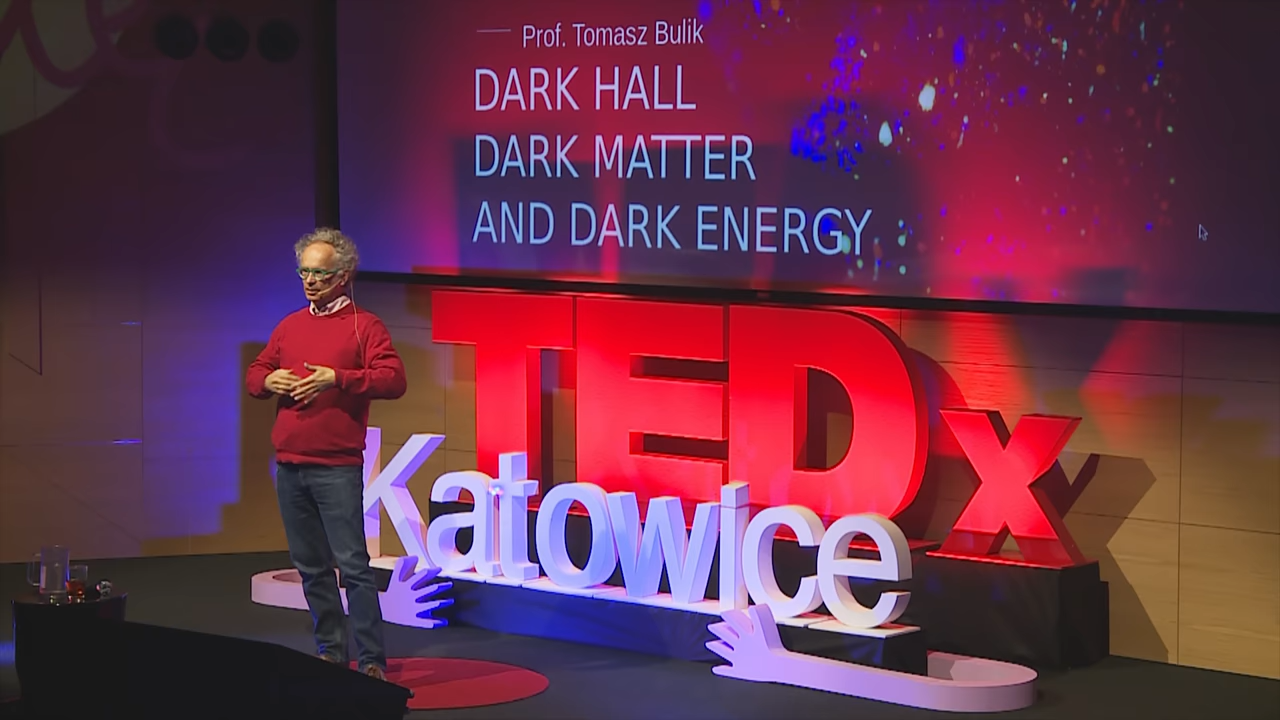 Prof. Tomasz Bulik
DARK HALL
DARK MATTER
AND DARK ENERGY
TEDx
Katowice